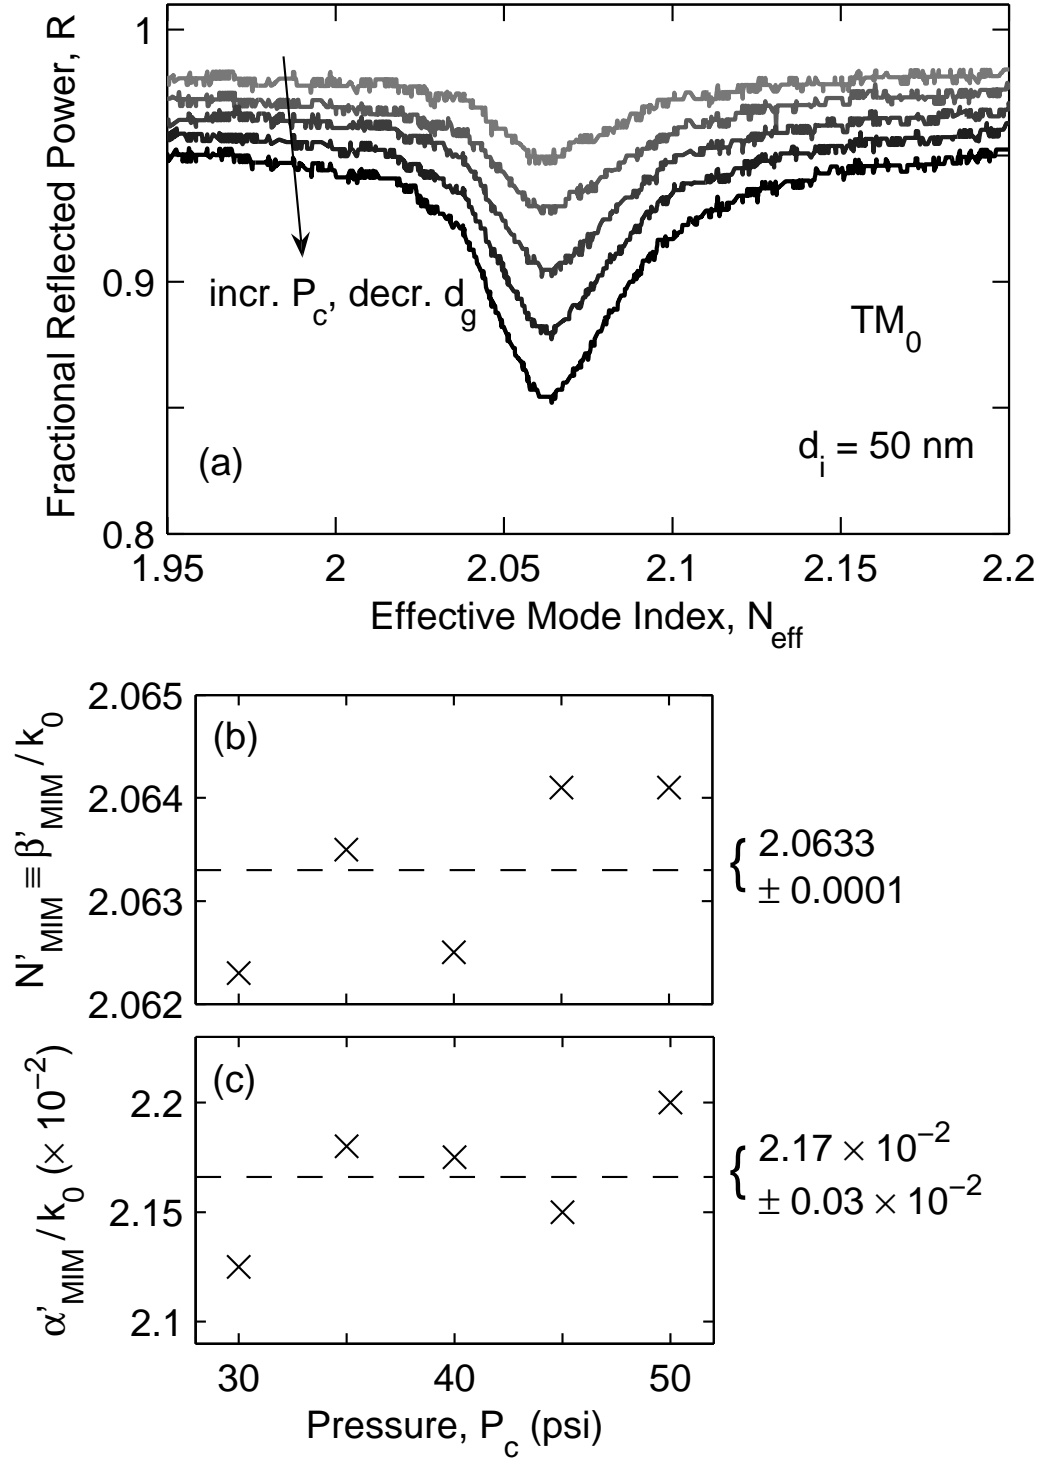 Fractional Reflected Power, R
1
0.9
0.8
incr. P_c, decr. d_g
TM_0
d_i = 50 nm
(a)
1.95 2 2.05 2.1 2.15 2.2
Effective Mode Index, N_eff
N'_MIM ≡ β'_MIM / k_0
2.065
2.064
2.063
2.062
(b)
{ 2.0633
± 0.0001
α'_MIM / k_0 (× 10^−2)
2.2
2.15
2.1
(c)
{ 2.17 × 10^−2
± 0.03 × 10^−2
30 40 50
Pressure, P_c (psi)